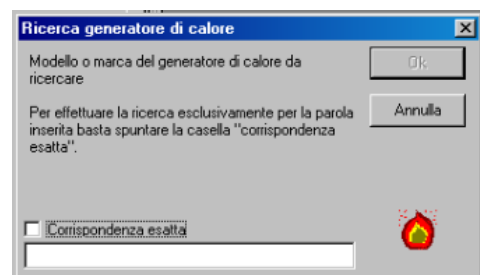 Ricerca generatore di calore
Modello o marca del generatore di calore da
ricercare
Ok
Per effettuare la ricerca esclusivamente per la parola
inserita basta spuntare la casella "corrispondenza
esatta".
Annulla
Corrispondenza esatta